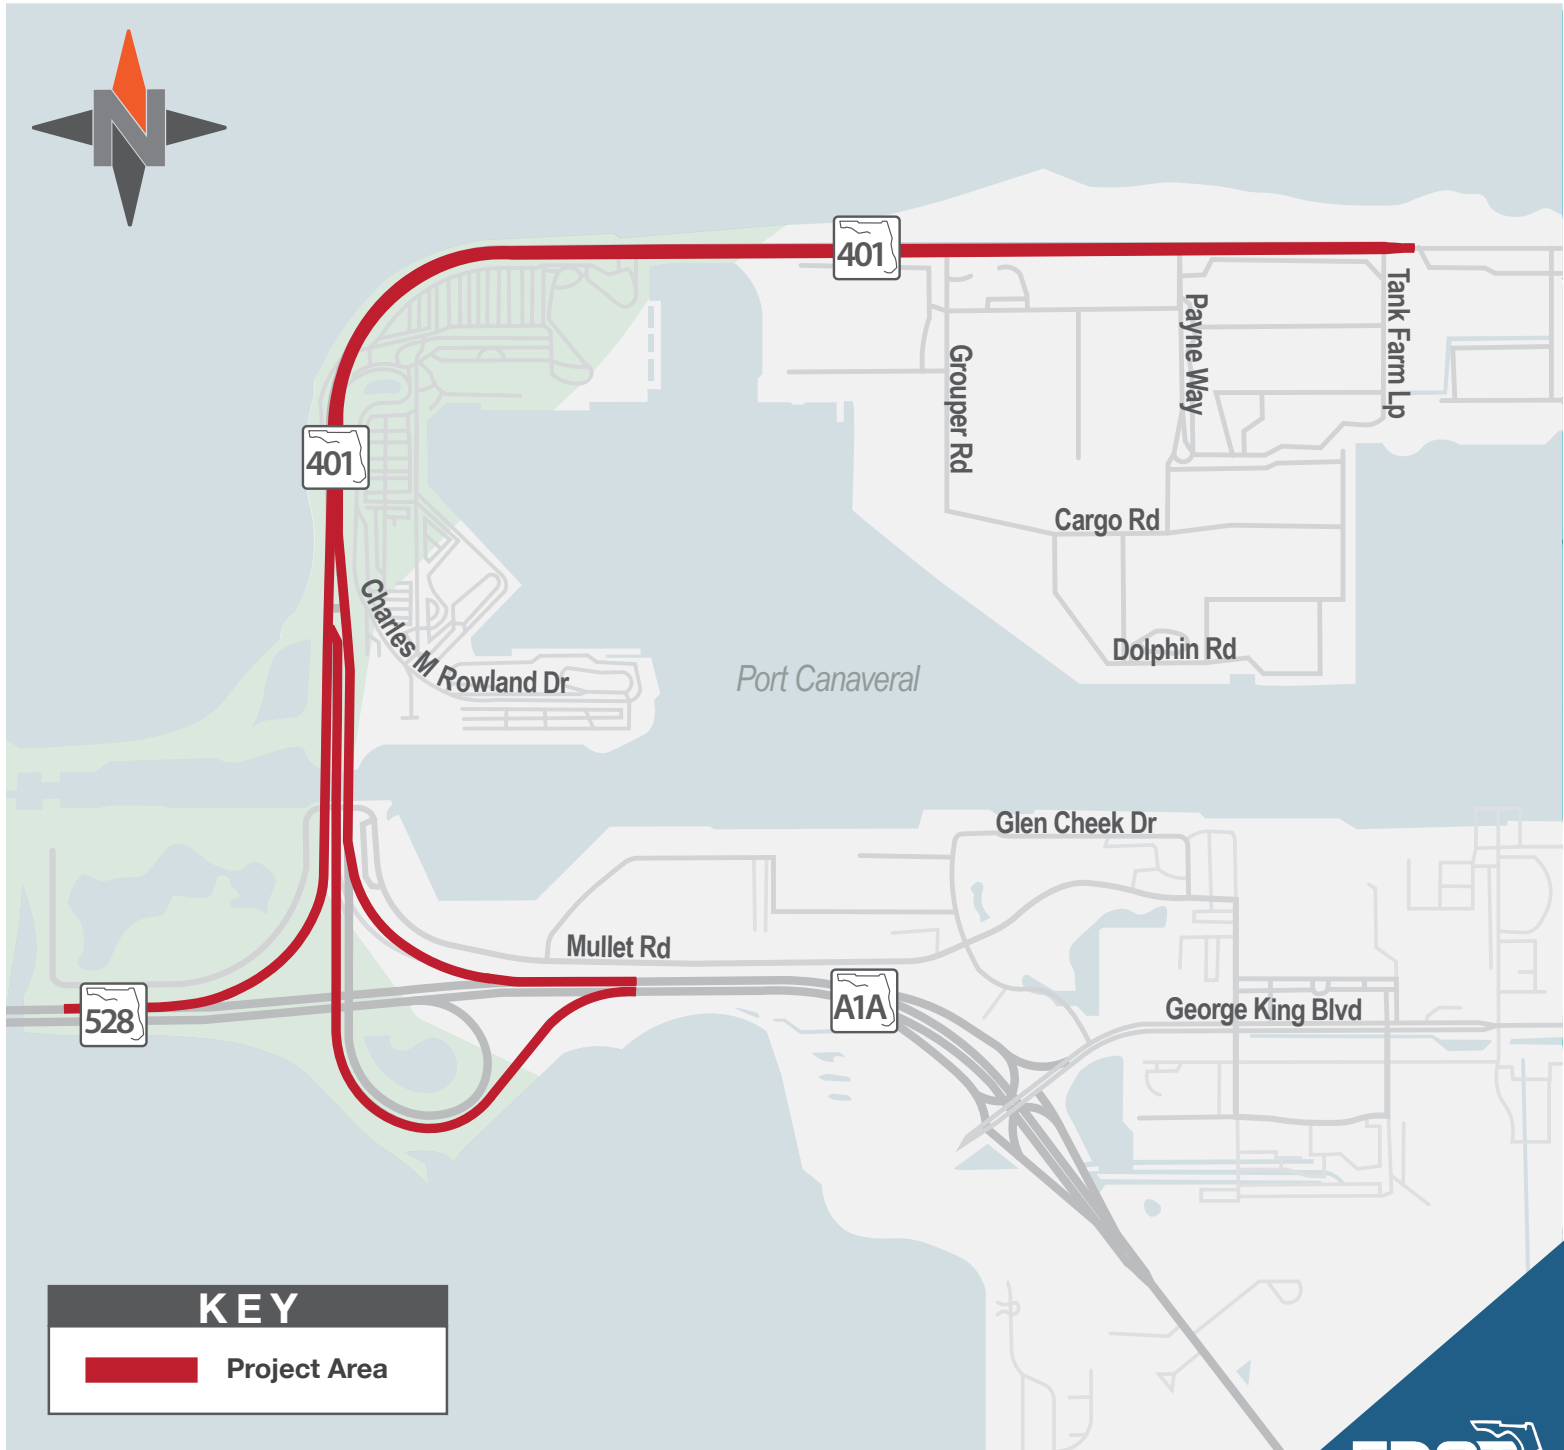 N
401
Tank Farm Lp
Payne Way
Grouper Rd
401
Cargo Rd
Charles M Rowland Dr
Dolphin Rd
Port Canaveral
Glen Cheek Dr
Mullet Rd
528
A1A
George King Blvd
KEY
Project Area